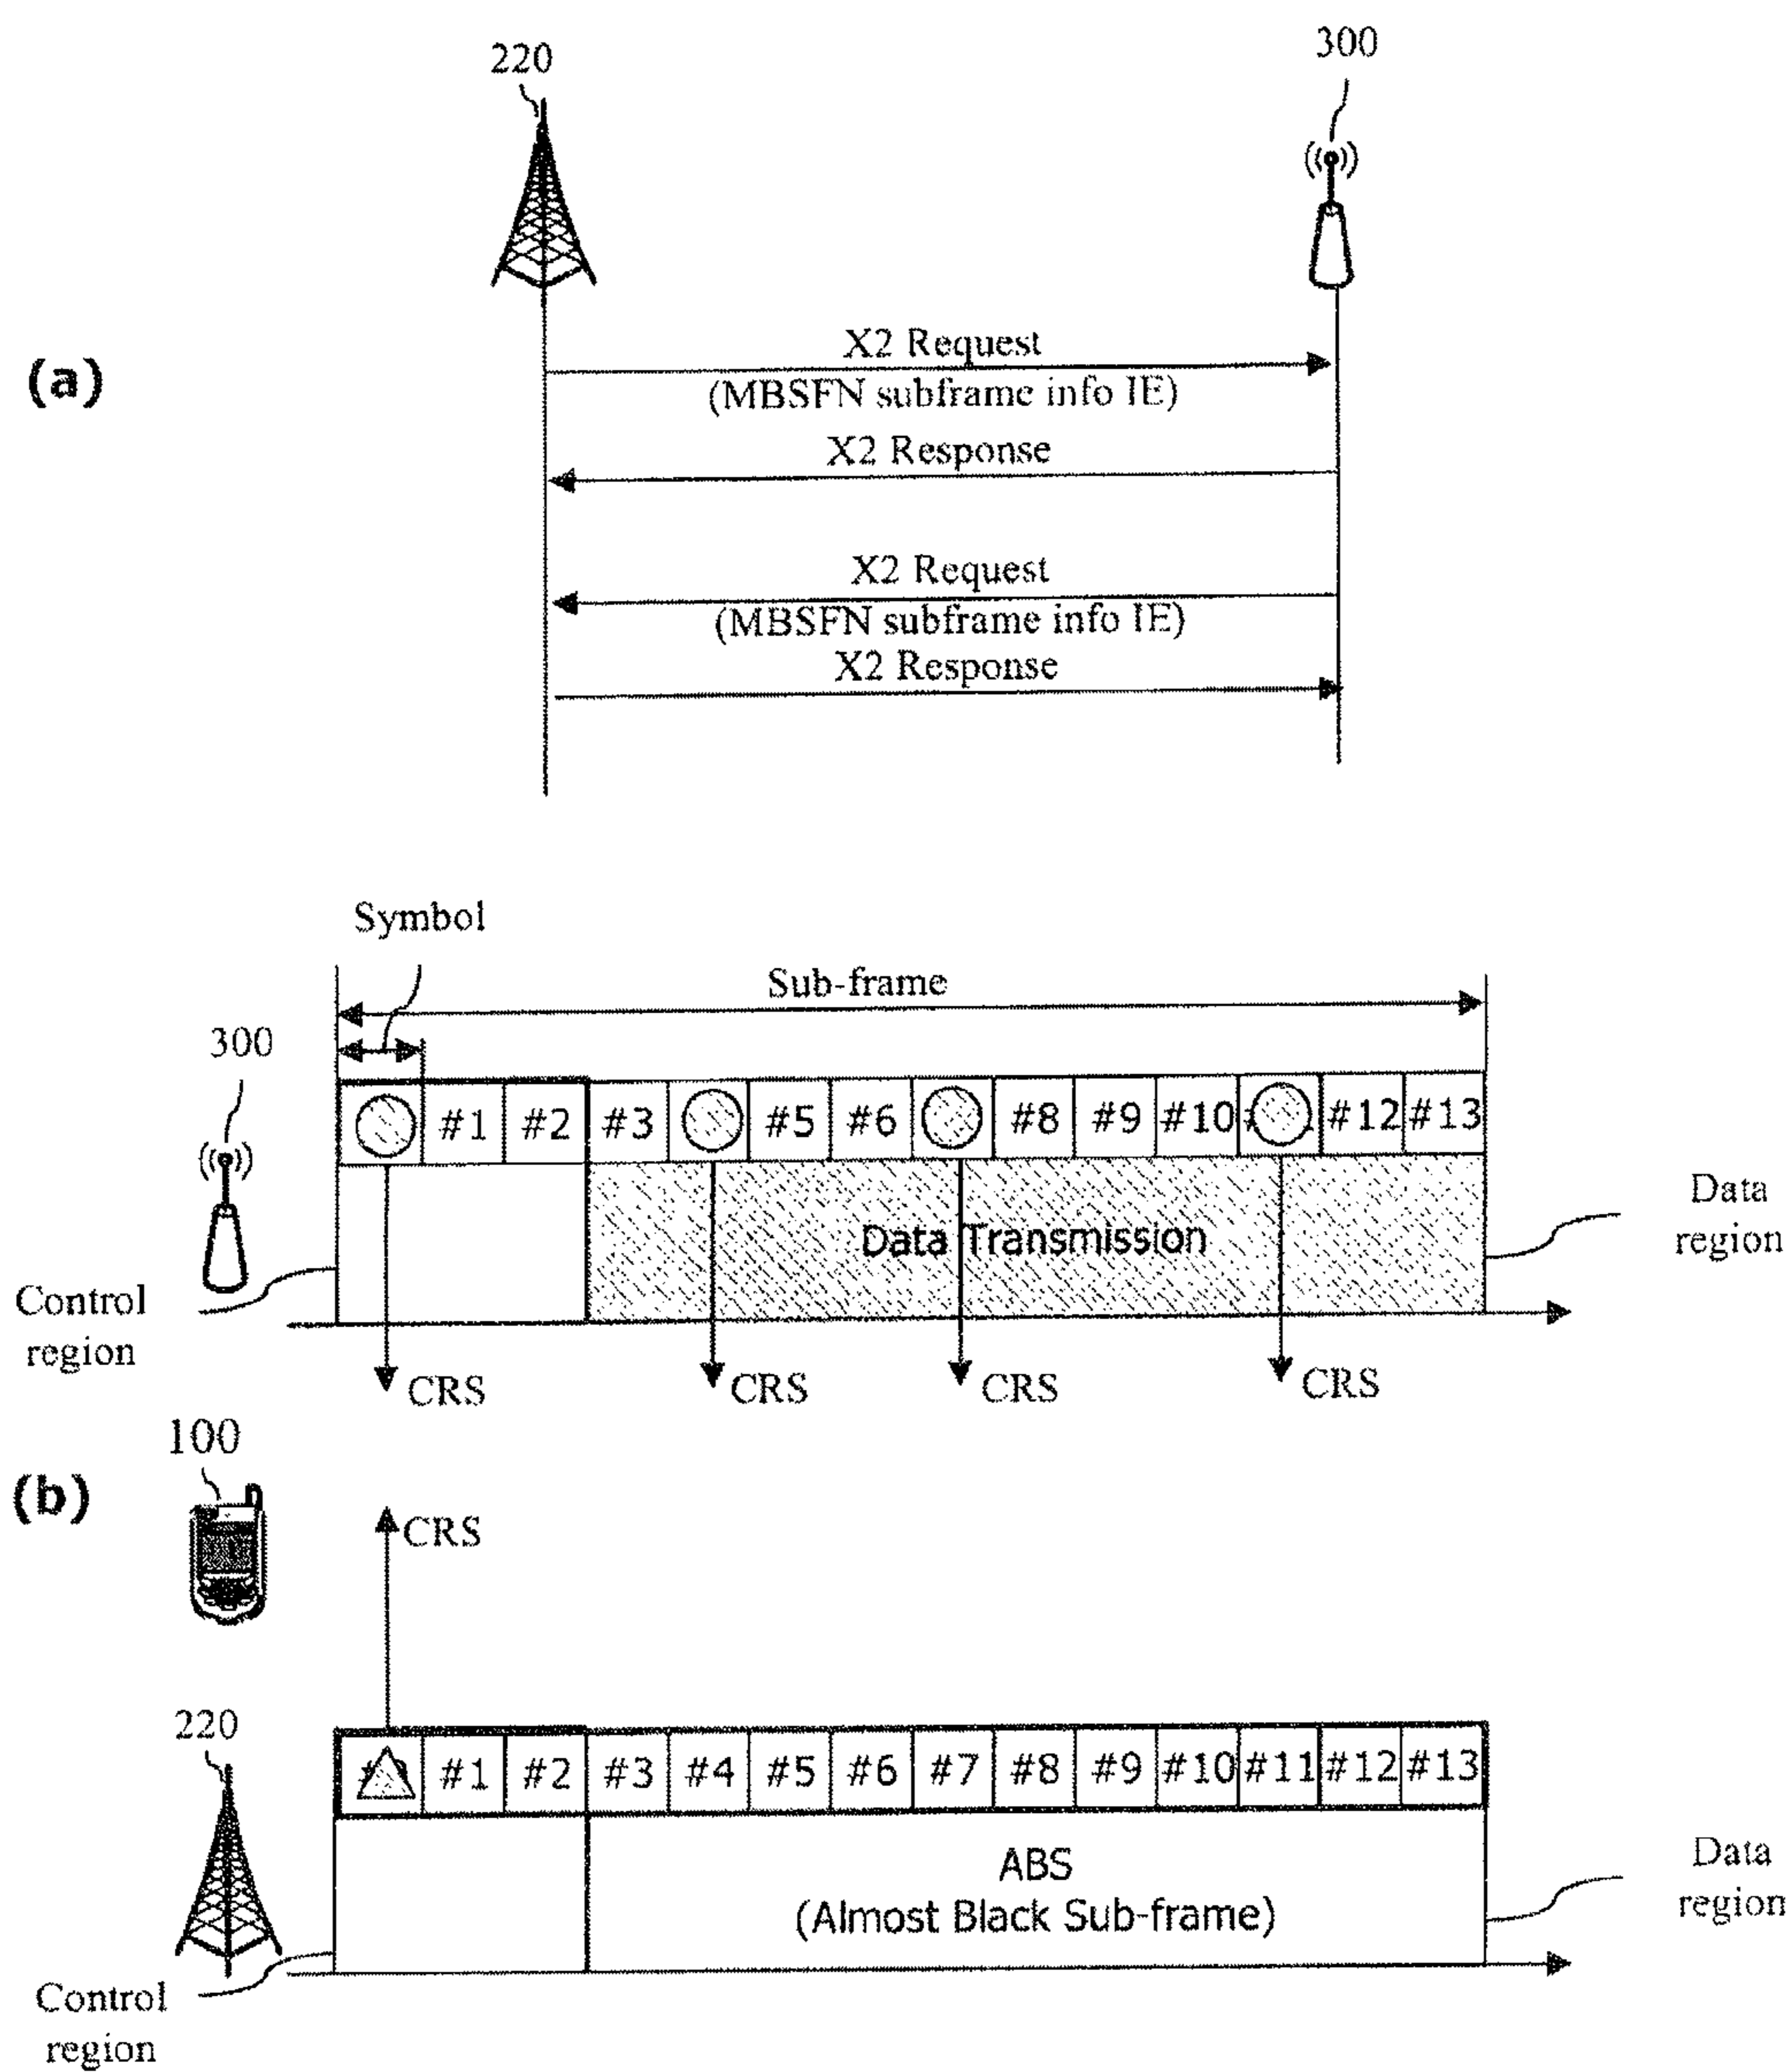 220
300
(a)
X2 Request
(MBSFN subframe info IE)
X2 Response
X2 Request
(MBSFN subframe info IE)
X2 Response
Symbol
Sub-frame
300
#1 #2 #3 #5 #6 #8 #9 #10 #12 #13
Data Transmission
Data
region
Control
region
CRS CRS CRS CRS
100
(b)
CRS
220
#1 #2 #3 #4 #5 #6 #7 #8 #9 #10 #11 #12 #13
ABS
(Almost Black Sub-frame)
Data
region
Control
region